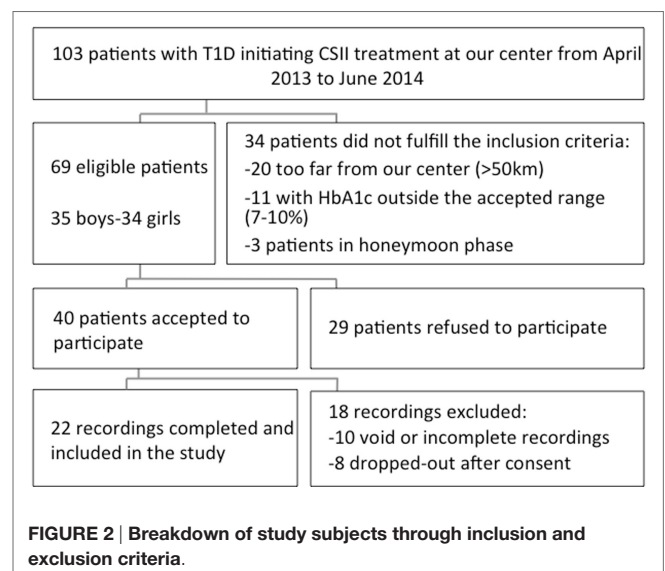 103 patients with T1D initiating CSII treatment at our center from April
2013 to June 2014
69 eligible patients
35 boys-34 girls
34 patients did not fulfill the inclusion criteria:
-20 too far from our center (>50km)
-11 with HbA1c outside the accepted range
(7-10%)
-3 patients in honeymoon phase
40 patients accepted to
participate
29 patients refused to participate
22 recordings completed and
included in the study
18 recordings excluded:
-10 void or incomplete recordings
-8 dropped-out after consent
FIGURE 2 | Breakdown of study subjects through inclusion and
exclusion criteria.